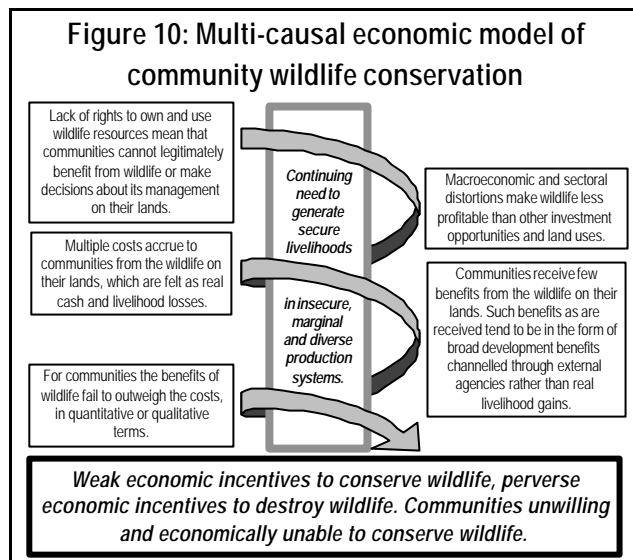 Figure 10: Multi-causal economic model of
community wildlife conservation
Lack of rights to own and use
wildlife resources mean that
communities cannot legitimately
benefit from wildlife or make
decisions about its management
on their lands.
Continuing
need to
generate
secure
livelihoods
Macroeconomic and sectoral
distortions make wildlife less
profitable than other investment
opportunities and land uses.
Multiple costs accrue to
communities from the wildlife on
their lands, which are felt as real
cash and livelihood losses.
in insecure,
marginal
and diverse
production
systems.
Communities receive few
benefits from the wildlife on their
lands. Such benefits as are
received tend to be in the form of
broad development benefits
channelled through external
agencies rather than real
livelihood gains.
For communities the benefits of
wildlife fail to outweigh the costs,
in quantitative or qualitative
terms.
Weak economic incentives to conserve wildlife, perverse
economic incentives to destroy wildlife. Communities unwilling
and economically unable to conserve wildlife.